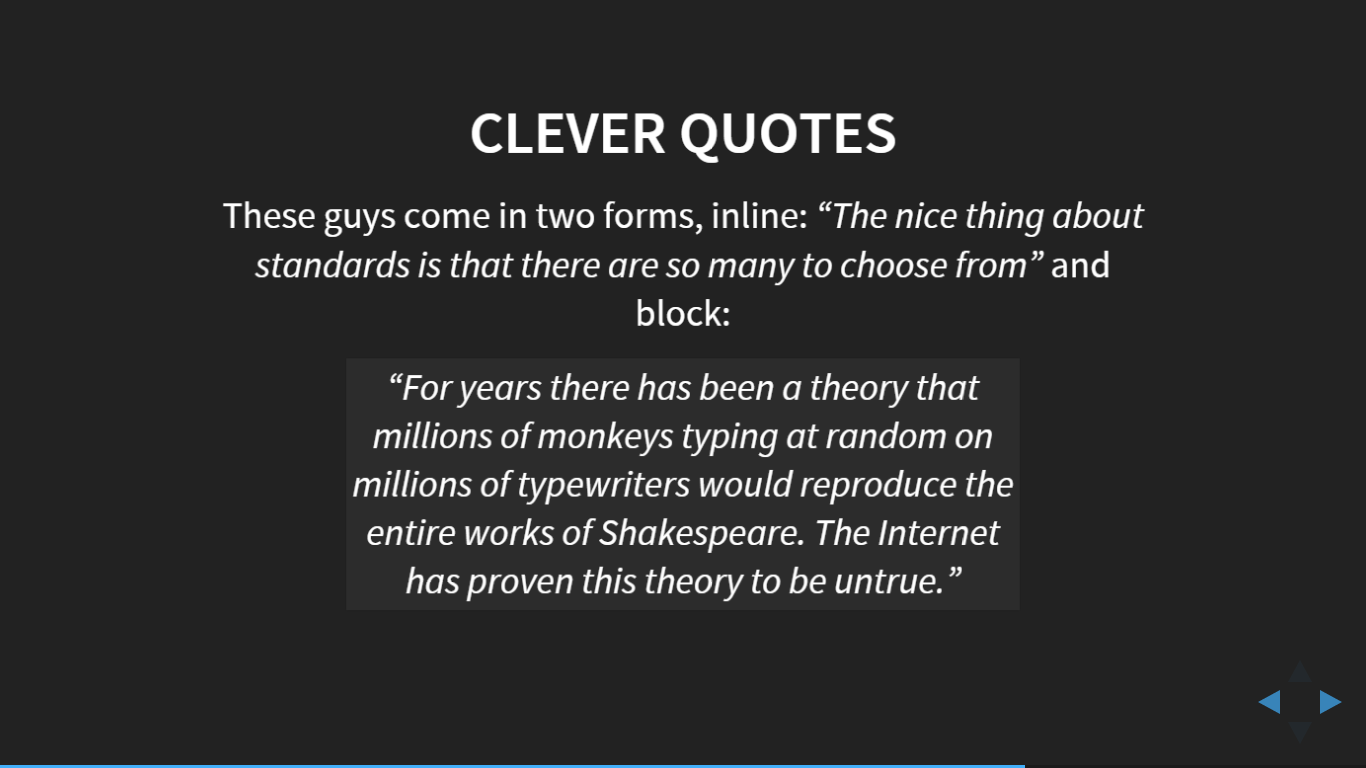 CLEVER QUOTES
These guys come in two forms, inline: “The nice thing about
standards is that there are so many to choose from” and
block:
“For years there has been a theory that
millions of monkeys typing at random on
millions of typewriters would reproduce the
entire works of Shakespeare. The Internet
has proven this theory to be untrue.”